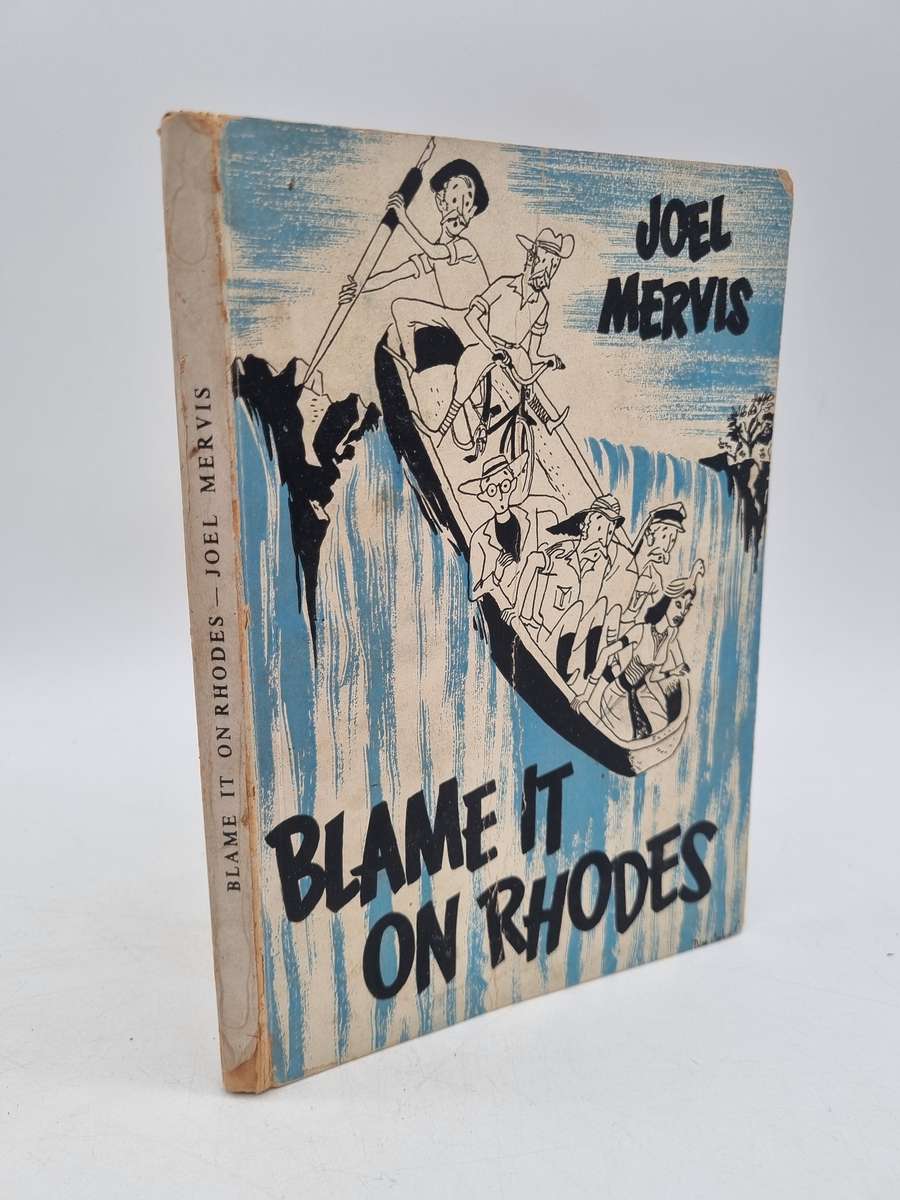 JOEL
MERVIS
BLAME IT
ON RHODES
BLAME IT ON RHODES — JOEL MERVIS